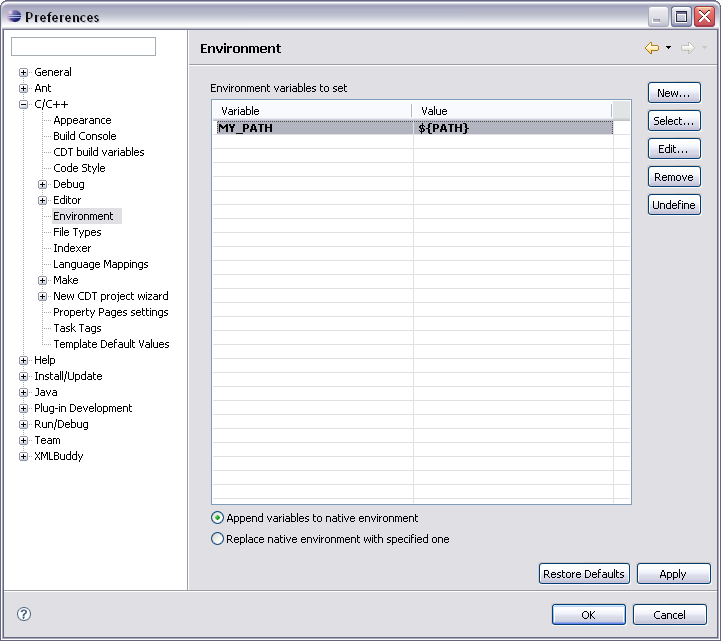 Preferences
Environment
General
Ant
C/C++
Appearance
Build Console
CDT build variables
Code Style
Debug
Editor
Environment
File Types
Indexer
Language Mappings
Make
New CDT project wizard
Property Pages settings
Task Tags
Template Default Values
Help
Install/Update
Java
Plug-in Development
Run/Debug
Team
XMLBuddy
Environment variables to set
Variable Value
MY_PATH ${PATH}
New...
Select...
Edit...
Remove
Undefine
Append variables to native environment
Replace native environment with specified one
Restore Defaults Apply
? OK Cancel